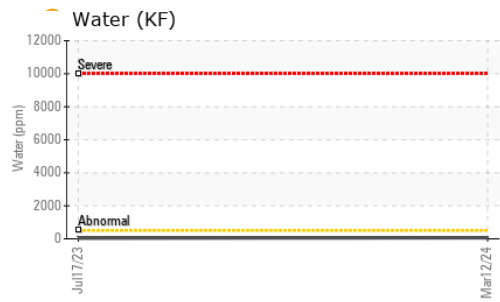 Water (KF)
12000
10000
8000
6000
4000
2000
0
Water (ppm)
Severe
Abnormal
Jul17/23
Mar12/24